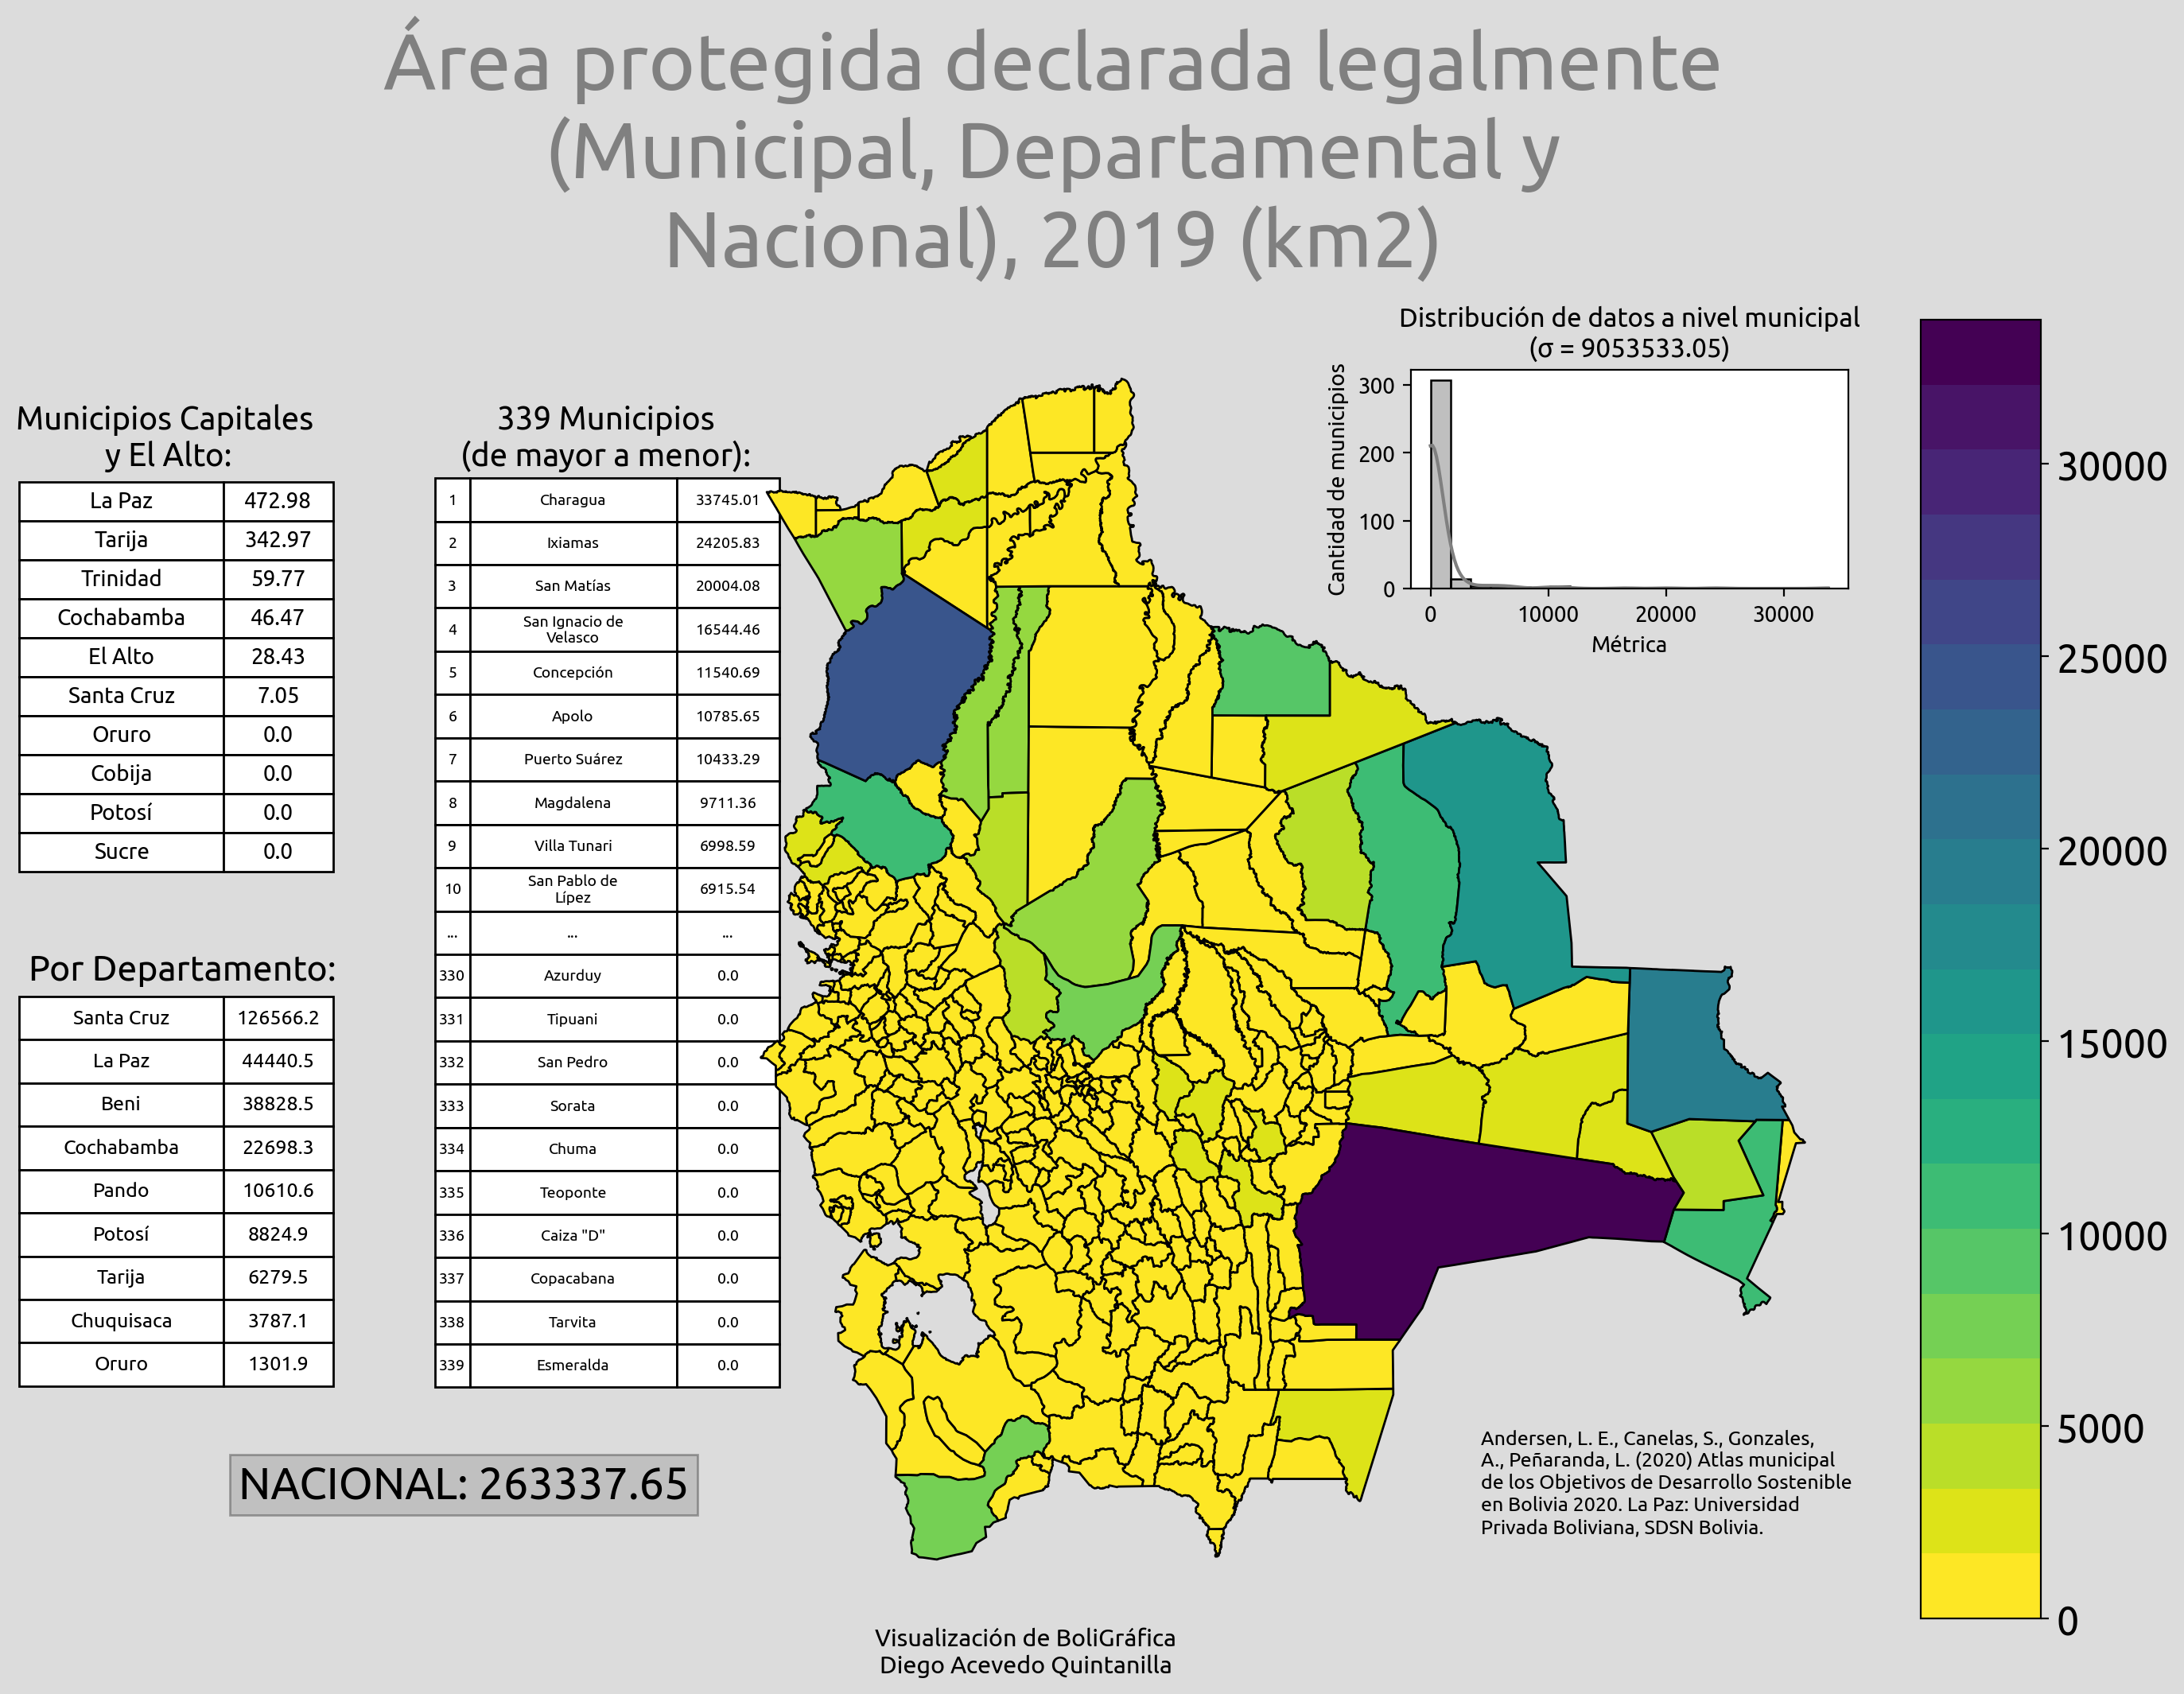 Área protegida declarada legalmente
(Municipal, Departamental y
Nacional), 2019 (km2)
Distribución de datos a nivel municipal
(σ = 9053533.05)
Cantidad de municipios
300
200
100
0
0 10000 20000 30000
Métrica
30000
25000
20000
15000
10000
5000
0
Municipios Capitales
y El Alto:
La Paz 472.98
Tarija 342.97
Trinidad 59.77
Cochabamba 46.47
El Alto 28.43
Santa Cruz 7.05
Oruro 0.0
Cobija 0.0
Potosí 0.0
Sucre 0.0
Por Departamento:
Santa Cruz 126566.2
La Paz 44440.5
Beni 38828.5
Cochabamba 22698.3
Pando 10610.6
Potosí 8824.9
Tarija 6279.5
Chuquisaca 3787.1
Oruro 1301.9
339 Municipios
(de mayor a menor):
1 Charagua 33745.01
2 Ixiamas 24205.83
3 San Matías 20004.08
4 San Ignacio de
Velasco 16544.46
5 Concepción 11540.69
6 Apolo 10785.65
7 Puerto Suárez 10433.29
8 Magdalena 9711.36
9 Villa Tunari 6998.59
10 San Pablo de
Lípez 6915.54
... ... ...
330 Azurduy 0.0
331 Tipuani 0.0
332 San Pedro 0.0
333 Sorata 0.0
334 Chuma 0.0
335 Teoponte 0.0
336 Caiza "D" 0.0
337 Copacabana 0.0
338 Tarvita 0.0
339 Esmeralda 0.0
NACIONAL: 263337.65
Andersen, L. E., Canelas, S., Gonzales,
A., Peñaranda, L. (2020) Atlas municipal
de los Objetivos de Desarrollo Sostenible
en Bolivia 2020. La Paz: Universidad
Privada Boliviana, SDSN Bolivia.
Visualización de BoliGráfica
Diego Acevedo Quintanilla